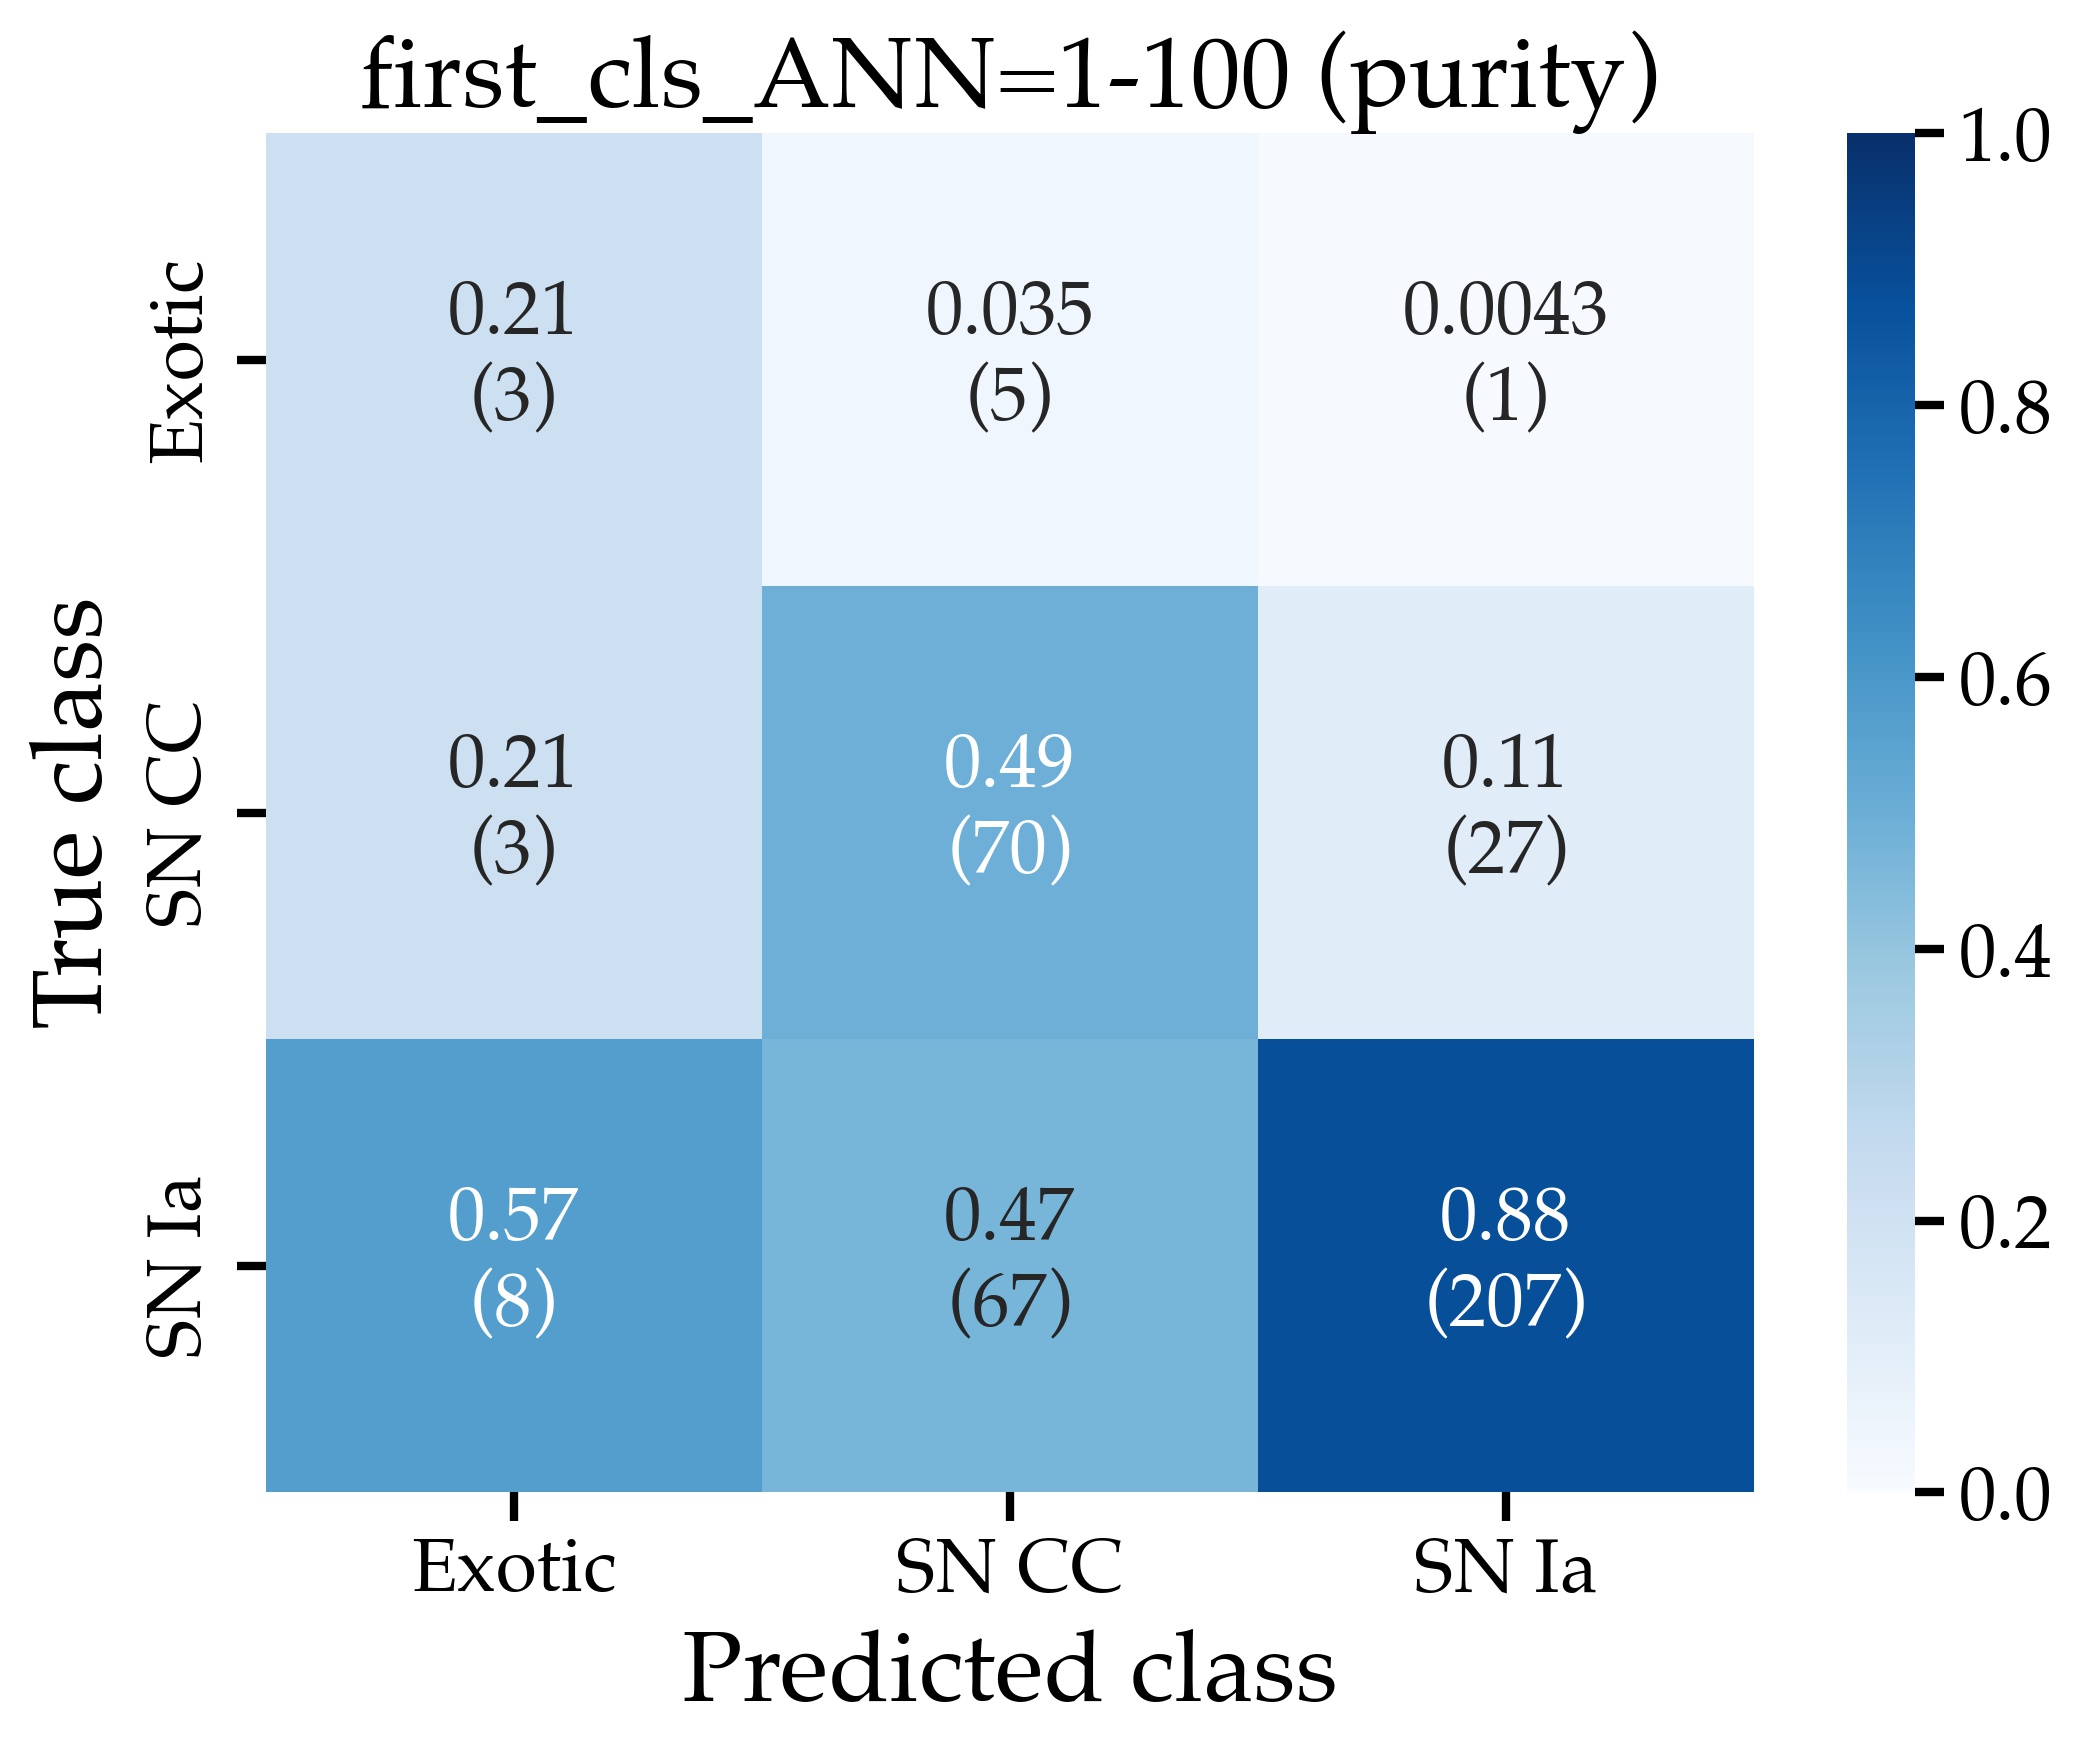 first_cls_ANN=1-100 (purity)
True class
Exotic
SN CC
SN Ia
0.21
(3)
0.035
(5)
0.0043
(1)
0.21
(3)
0.49
(70)
0.11
(27)
0.57
(8)
0.47
(67)
0.88
(207)
Exotic
SN CC
SN Ia
Predicted class
1.0
0.8
0.6
0.4
0.2
0.0